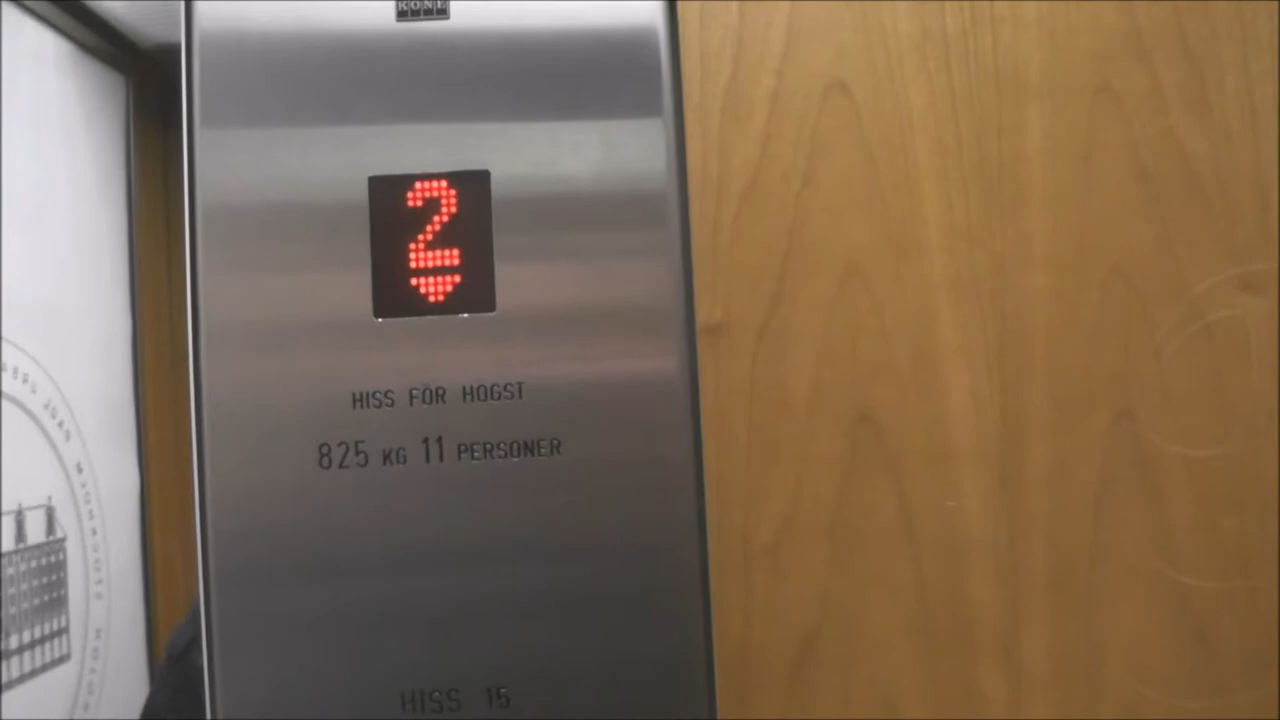 KONE
2
HISS FÖR HÖGST
825 KG 11 PERSONER
HISS 15